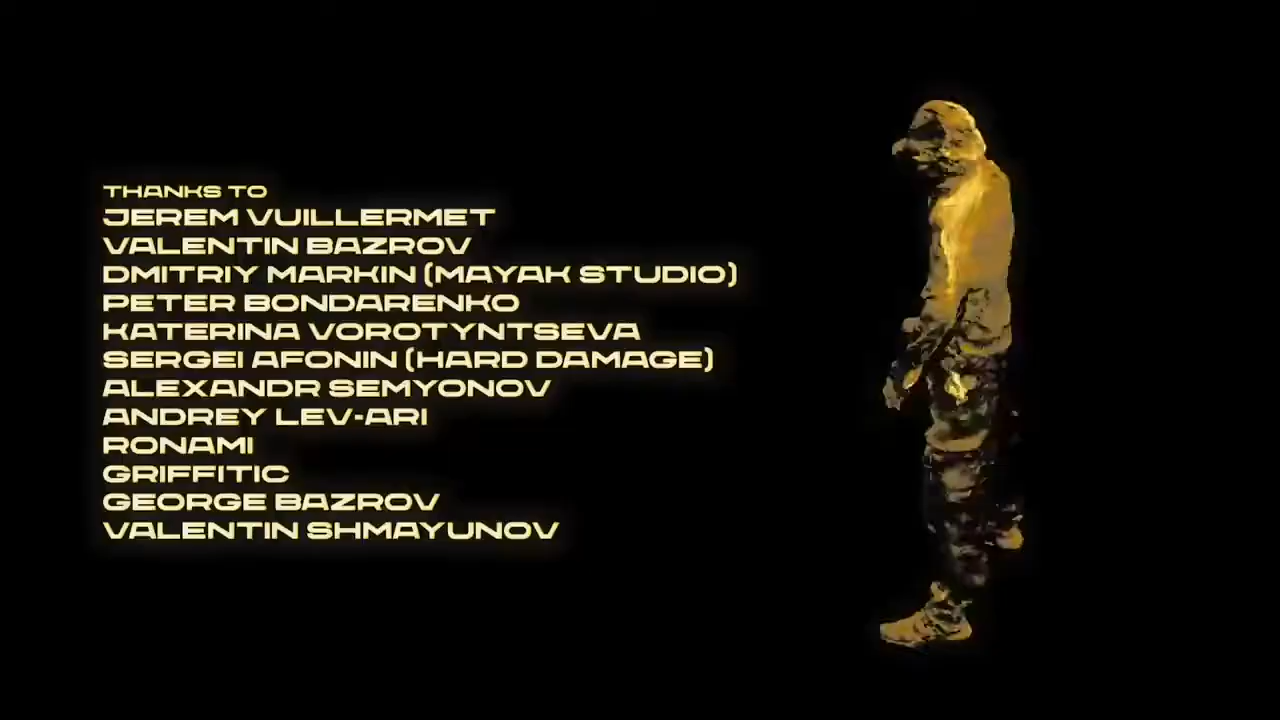 THANKS TO
JEREM VUILLERMET
VALENTIN BAZROV
DMITRIY MARKIN (MAYAK STUDIO)
PETER BONDARENKO
KATERINA VOROTYNTSEVA
SERGEI AFONIN (HARD DAMAGE)
ALEXANDR SEMYONOV
ANDREY LEV-ARI
RONAMI
GRIFFITIC
GEORGE BAZROV
VALENTIN SHMAYUNOV